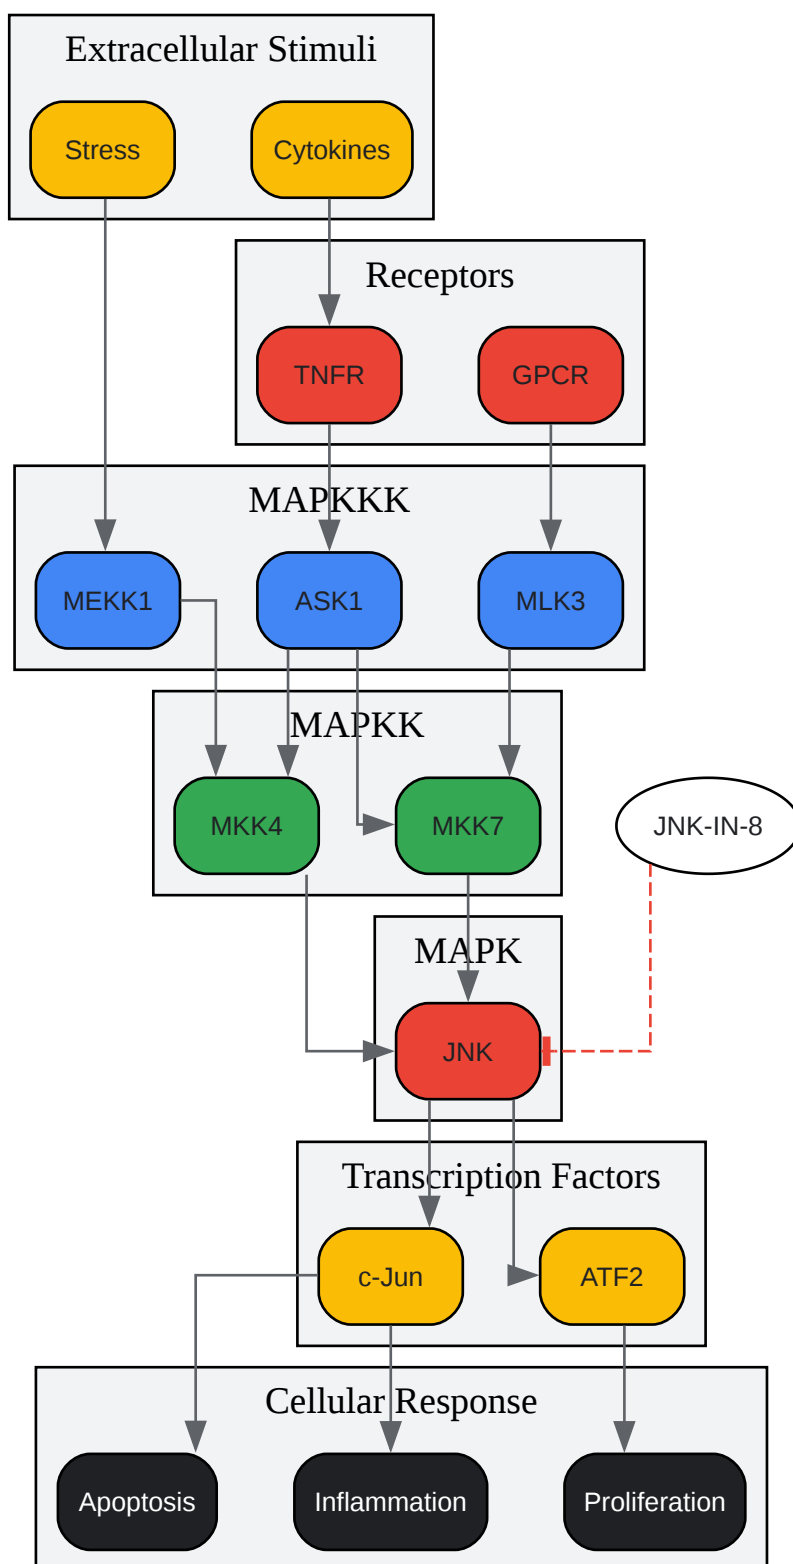 Extracellular Stimuli
Stress
Cytokines
Receptors
TNFR
GPCR
MAPKKK
MEKK1
ASK1
MLK3
MAPKK
MKK4
MKK7
JNK-IN-8
MAPK
JNK
Transcription Factors
c-Jun
ATF2
Cellular Response
Apoptosis
Inflammation
Proliferation